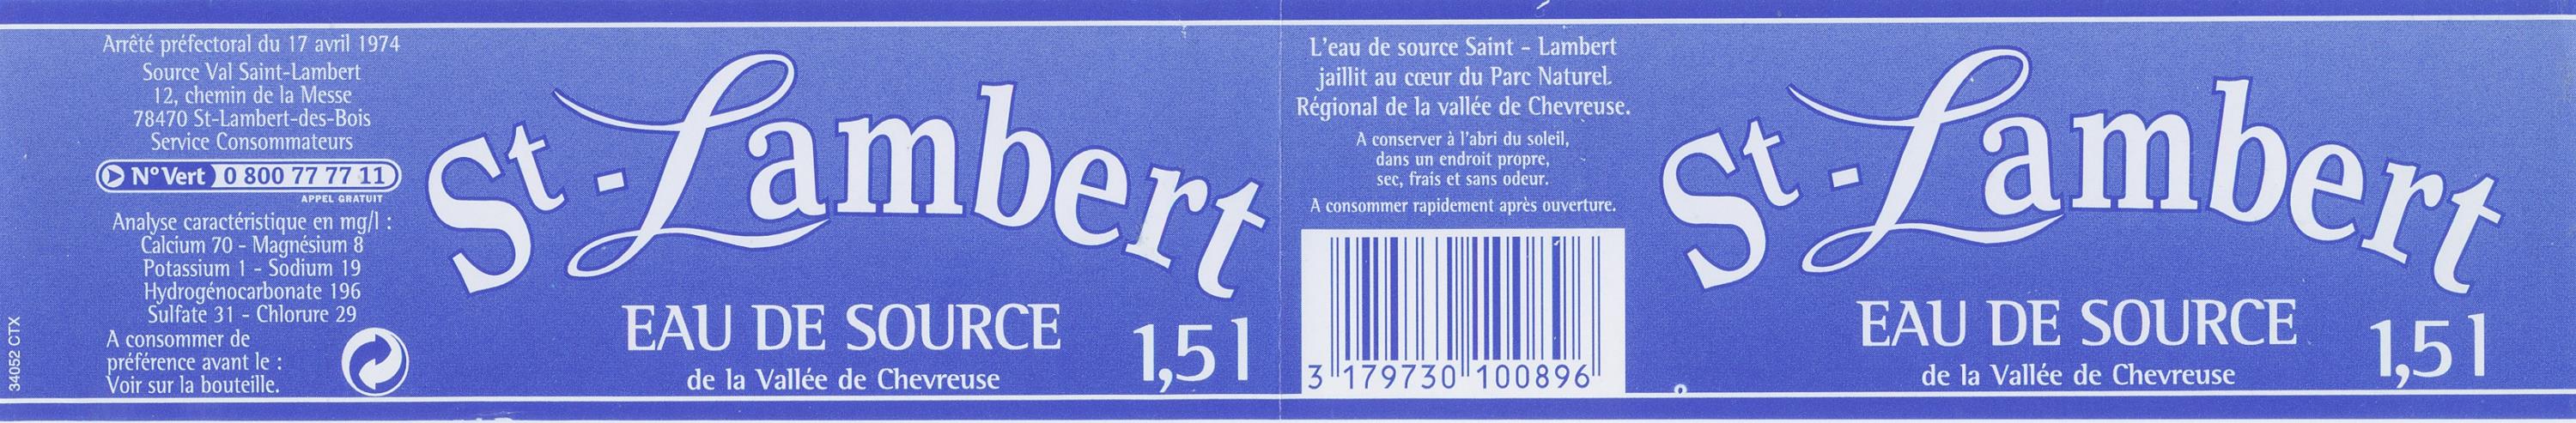 Arrêté préfectoral du 17 avril 1974
Source Val Saint-Lambert
12, chemin de la Messe
78470 St-Lambert-des-Bois
Service Consommateurs
N° Vert 0 800 77 77 11
APPEL GRATUIT
Analyse caractéristique en mg/l :
Calcium 70 - Magnésium 8
Potassium 1 - Sodium 19
Hydrogénocarbonate 196
Sulfate 31 - Chlorure 29
A consommer de
préférence avant le :
Voir sur la bouteille.
34052 CTX
St-Lambert
EAU DE SOURCE
de la Vallée de Chevreuse
1,5 l
L'eau de source Saint - Lambert
jaillit au cœur du Parc Naturel
Régional de la vallée de Chevreuse.
A conserver à l'abri du soleil,
dans un endroit propre,
sec, frais et sans odeur.
A consommer rapidement après ouverture.
3 179730 100896
St-Lambert
EAU DE SOURCE
de la Vallée de Chevreuse
1,5 l